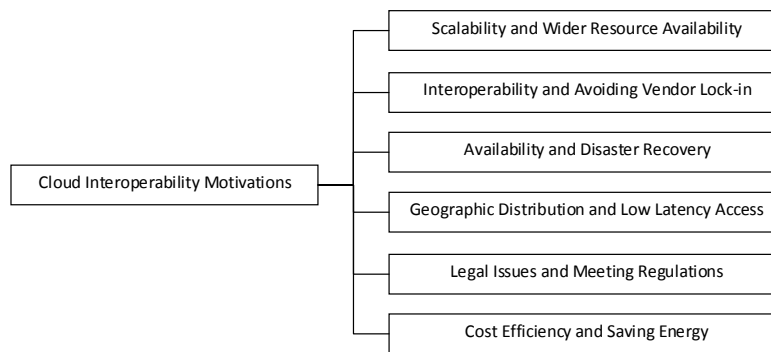 Scalability and Wider Resource Availability
Interoperability and Avoiding Vendor Lock-in
Availability and Disaster Recovery
Cloud Interoperability Motivations
Geographic Distribution and Low Latency Access
Legal Issues and Meeting Regulations
Cost Efficiency and Saving Energy